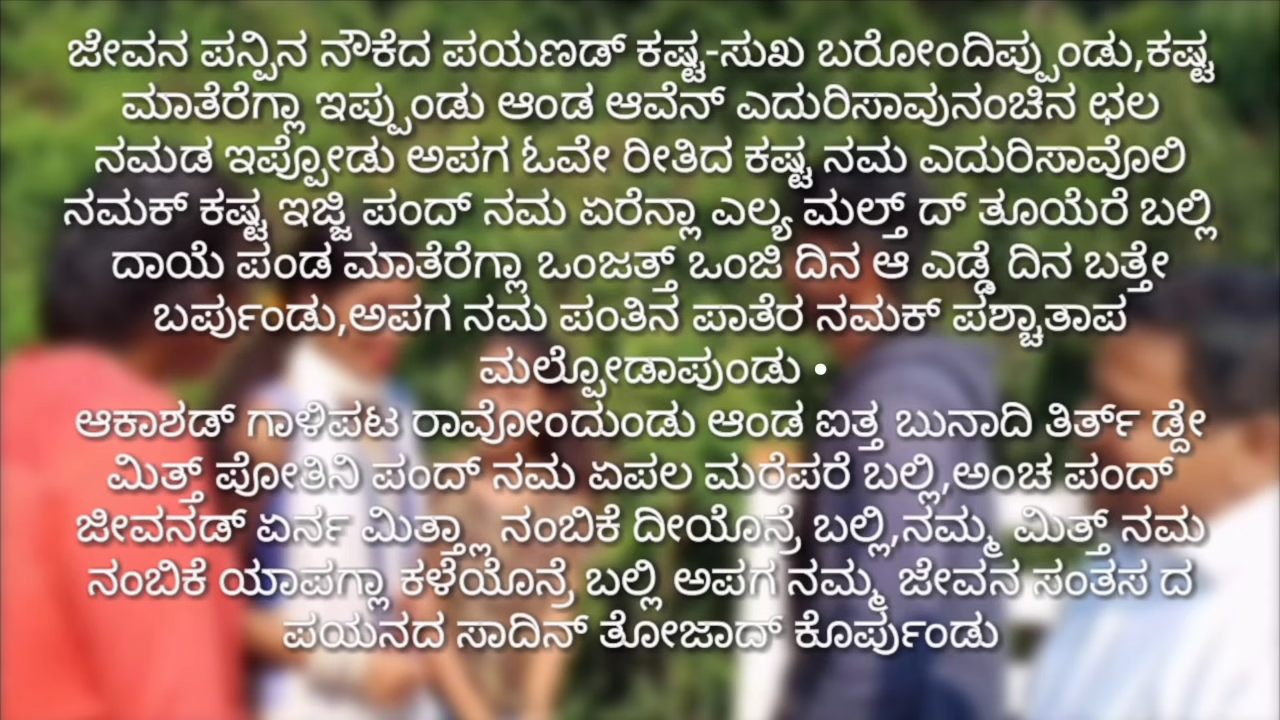 ಜೇವನ ಪನ್ಪಿನ ನೌಕೆದ ಪಯಣಡ್ ಕಷ್ಟ-ಸುಖ ಬರೋಂದಿಪ್ಪುಂಡು,ಕಷ್ಟ
ಮಾತೆರೆಗ್ಲಾ ಇಪ್ಪುಂಡು ಆಂಡ ಆವೆನ್ ಎದುರಿಸಾವುನಂಚಿನ ಛಲ
ನಮಡ ಇಪ್ಪೋಡು ಅಪಗ ಓವೇ ರೀತಿದ ಕಷ್ಟ ನಮ ಎದುರಿಸಾವೊಲಿ
ನಮಕ್ ಕಷ್ಟ ಇಜ್ಜಿ ಪಂದ್ ನಮ ಏರೆನ್ಲಾ ಎಲ್ಯ ಮಲ್ತ್ ದ್ ತೂಯೆರೆ ಬಲ್ಲಿ
ದಾಯೆ ಪಂಡ ಮಾತೆರೆಗ್ಲಾ ಒಂಜತ್ತ್ ಒಂಜಿ ದಿನ ಆ ಎಡ್ಡೆ ದಿನ ಬತ್ತೇ
ಬರ್ಪುಂಡು,ಅಪಗ ನಮ ಪಂತಿನ ಪಾತೆರ ನಮಕ್ ಪಶ್ಚಾತಾಪ
ಮಲ್ಪೋಡಾಪುಂಡು •
ಆಕಾಶಡ್ ಗಾಳಿಪಟ ರಾವೋಂದುಂಡು ಆಂಡ ಐತ್ತ ಬುನಾದಿ ತಿರ್ತ್ ಡ್ದೇ
ಮಿತ್ತ್ ಪೋತಿನಿ ಪಂದ್ ನಮ ಏಪಲ ಮರೆಪರೆ ಬಲ್ಲಿ,ಅಂಚ ಪಂದ್
ಜೀವನಡ್ ಏರ್ನ ಮಿತ್ತ್ಲಾ ನಂಬಿಕೆ ದೀಯೊನ್ರೆ ಬಲ್ಲಿ,ನಮ್ಮ ಮಿತ್ತ್ ನಮ
ನಂಬಿಕೆ ಯಾಪಗ್ಲಾ ಕಳೆಯೊನ್ರೆ ಬಲ್ಲಿ ಅಪಗ ನಮ್ಮ ಜೇವನ ಸಂತಸ ದ
ಪಯನದ ಸಾದಿನ್ ತೋಜಾದ್ ಕೊರ್ಪುಂಡು